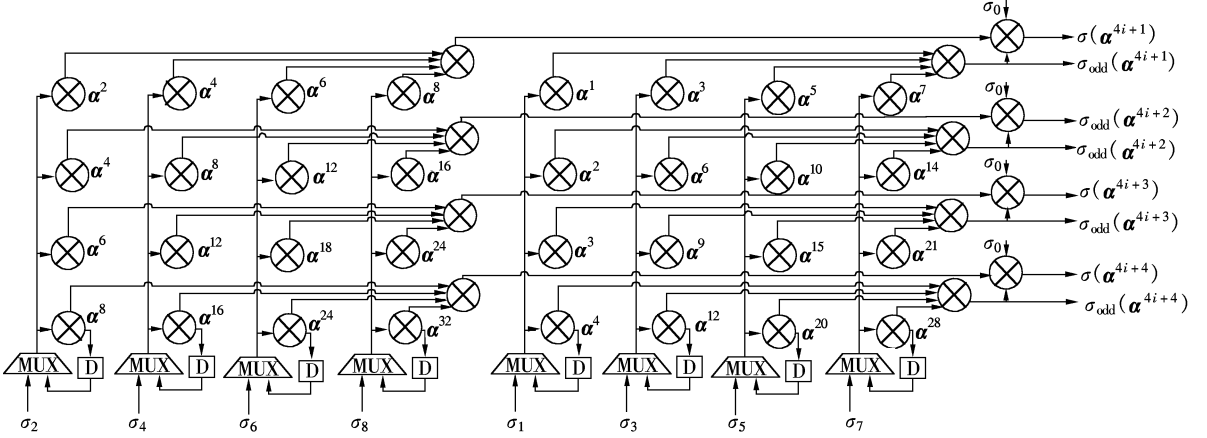 σ₀
σ(α⁴ⁱ⁺¹)
σodd(α⁴ⁱ⁺¹)
α² α⁴ α⁶ α⁸ α¹ α³ α⁵ α⁷
σ₀
σodd(α⁴ⁱ⁺²)
σodd(α⁴ⁱ⁺²)
α⁴ α⁸ α¹² α¹⁶ α² α⁶ α¹⁰ α¹⁴
σ₀
σ(α⁴ⁱ⁺³)
σodd(α⁴ⁱ⁺³)
α⁶ α¹² α¹⁸ α²⁴ α³ α⁹ α¹⁵ α²¹
σ₀
σ(α⁴ⁱ⁺⁴)
σodd(α⁴ⁱ⁺⁴)
α⁸ α¹⁶ α²⁴ α³² α⁴ α¹² α²⁰ α²⁸
MUX D MUX D MUX D MUX D MUX D MUX D MUX D MUX D
σ₂ σ₄ σ₆ σ₈ σ₁ σ₃ σ₅ σ₇